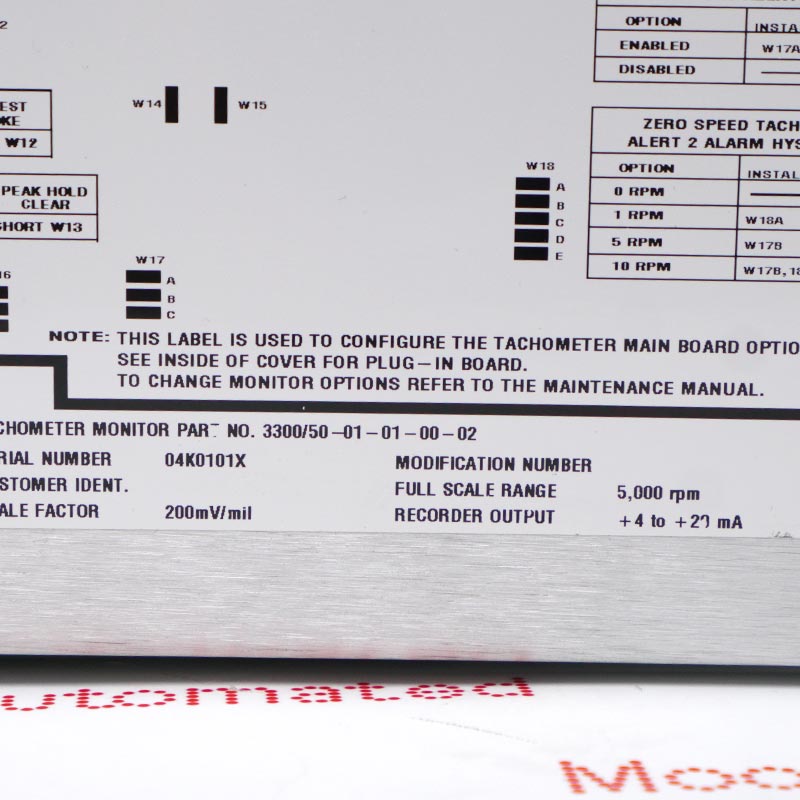 2
W14 W15
EST
KE
W12
PEAK HOLD
CLEAR
SHORT W13
16
W17
A
B
C
W18
A
B
C
D
E
OPTION INSTA
ENABLED W17A
DISABLED —
ZERO SPEED TACH
ALERT 2 ALARM HYS
OPTION INSTAL
0 RPM —
1 RPM W18A
5 RPM W17B
10 RPM W17B, 18
NOTE: THIS LABEL IS USED TO CONFIGURE THE TACHOMETER MAIN BOARD OPTIO
SEE INSIDE OF COVER FOR PLUG-IN BOARD.
TO CHANGE MONITOR OPTIONS REFER TO THE MAINTENANCE MANUAL.
CHOMETER MONITOR PART NO. 3300/50-01-01-00-02
RIAL NUMBER 04K0101X MODIFICATION NUMBER
STOMER IDENT. FULL SCALE RANGE 5,000 rpm
ALE FACTOR 200mV/mil RECORDER OUTPUT +4 to +20 mA
utomated
Moo